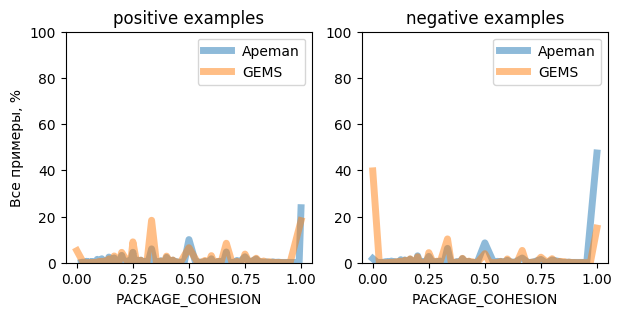 positive examples
negative examples
Все примеры, %
100
80
60
40
20
0
Apeman
GEMS
0.00 0.25 0.50 0.75 1.00
PACKAGE_COHESION
100
80
60
40
20
0
Apeman
GEMS
0.00 0.25 0.50 0.75 1.00
PACKAGE_COHESION